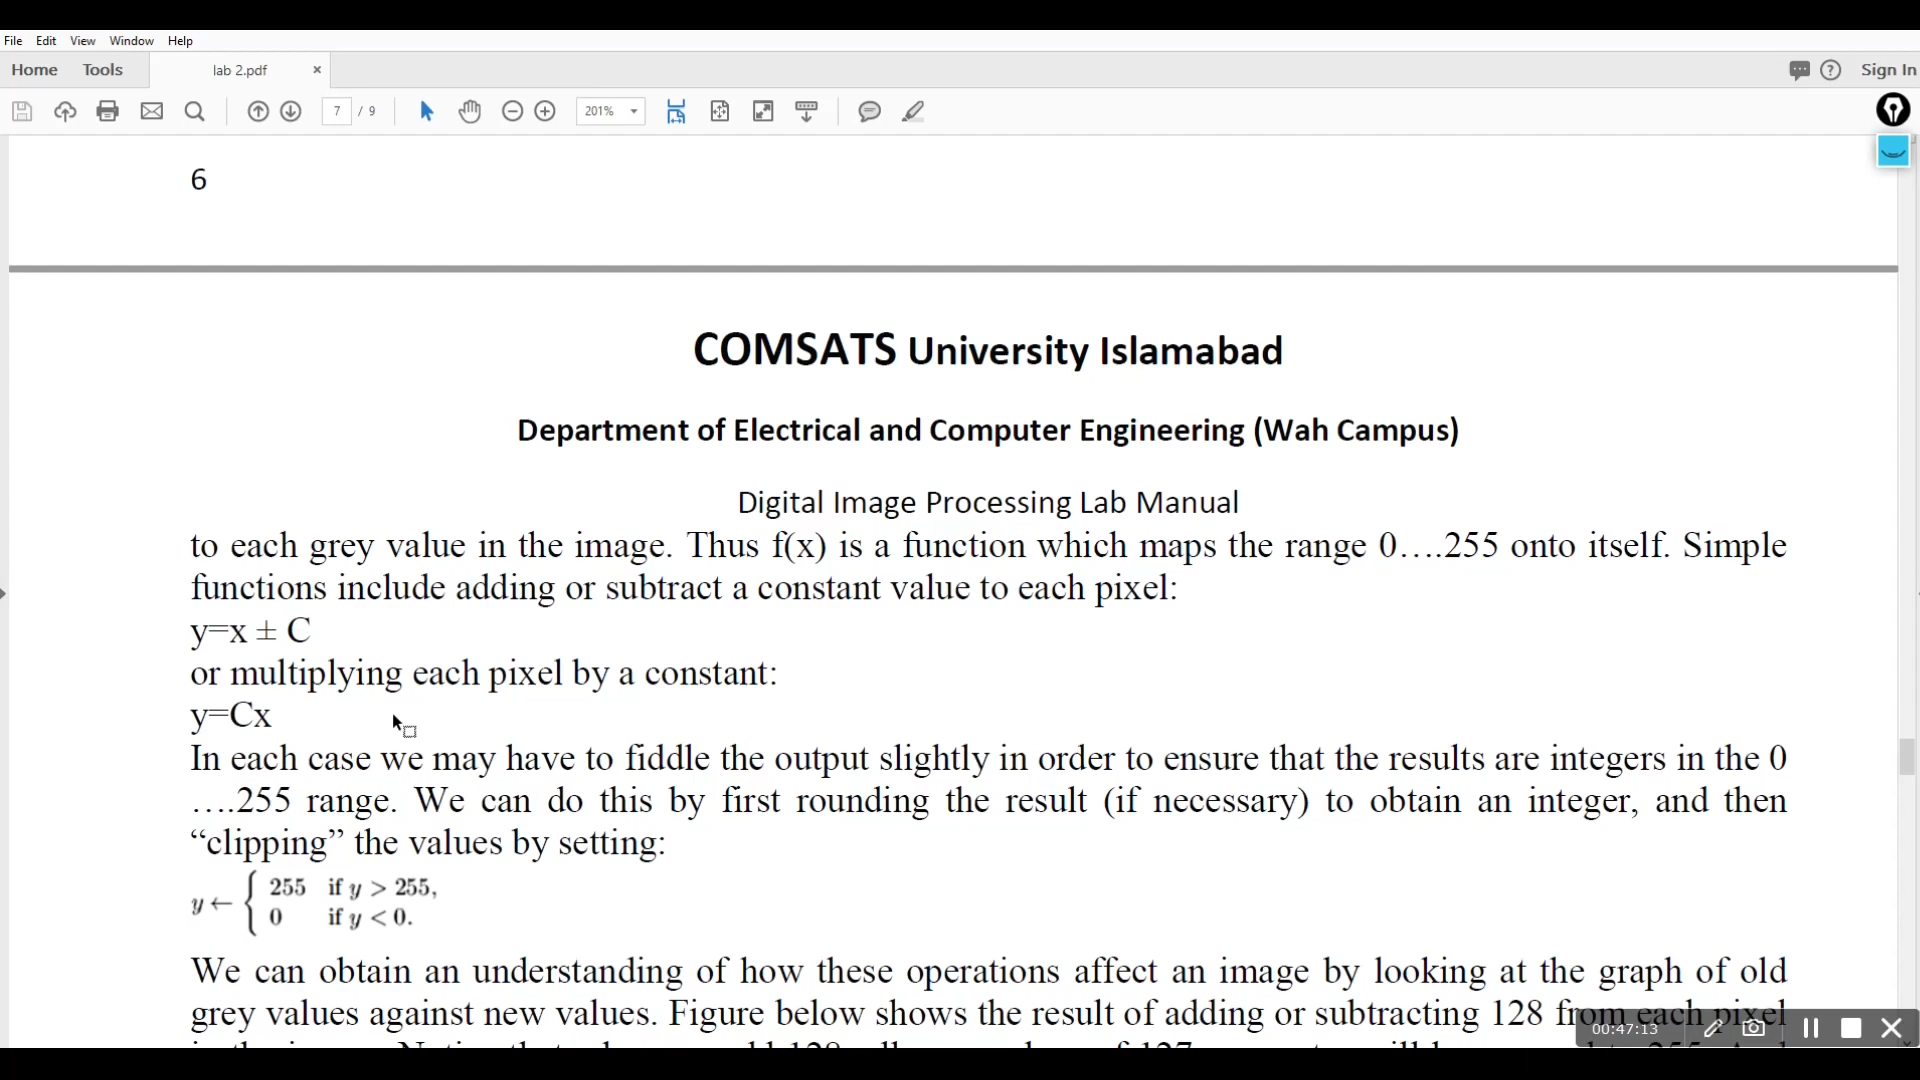 File Edit View Window Help
Home Tools lab 2.pdf × Sign In
7 / 9 201%
6
COMSATS University Islamabad
Department of Electrical and Computer Engineering (Wah Campus)
Digital Image Processing Lab Manual
to each grey value in the image. Thus f(x) is a function which maps the range 0….255 onto itself. Simple
functions include adding or subtract a constant value to each pixel:
y=x ± C
or multiplying each pixel by a constant:
y=Cx
In each case we may have to fiddle the output slightly in order to ensure that the results are integers in the 0
….255 range. We can do this by first rounding the result (if necessary) to obtain an integer, and then
“clipping” the values by setting:
y ← { 255 if y > 255,
0 if y < 0.
We can obtain an understanding of how these operations affect an image by looking at the graph of old
grey values against new values. Figure below shows the result of adding or subtracting 128 from each pixel
00:47:13